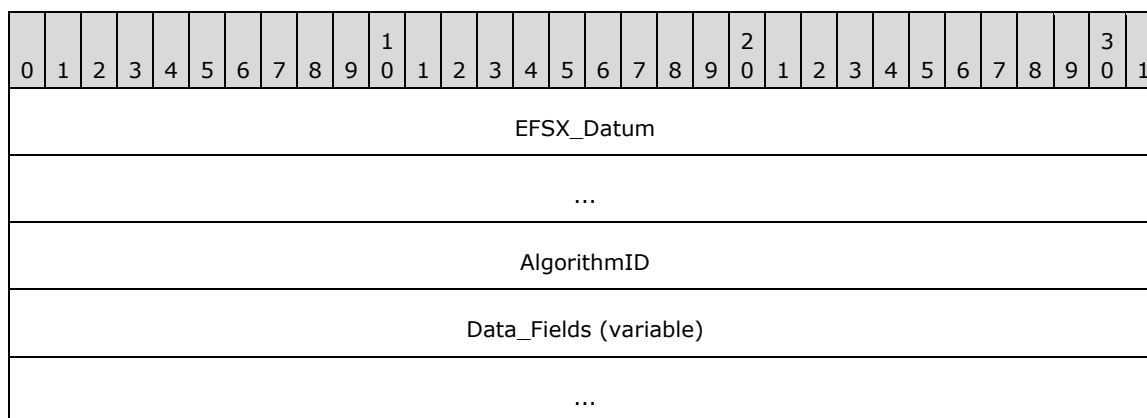 1 2 3
0 1 2 3 4 5 6 7 8 9 0 1 2 3 4 5 6 7 8 9 0 1 2 3 4 5 6 7 8 9 0 1
EFSX_Datum
...
AlgorithmID
Data_Fields (variable)
...